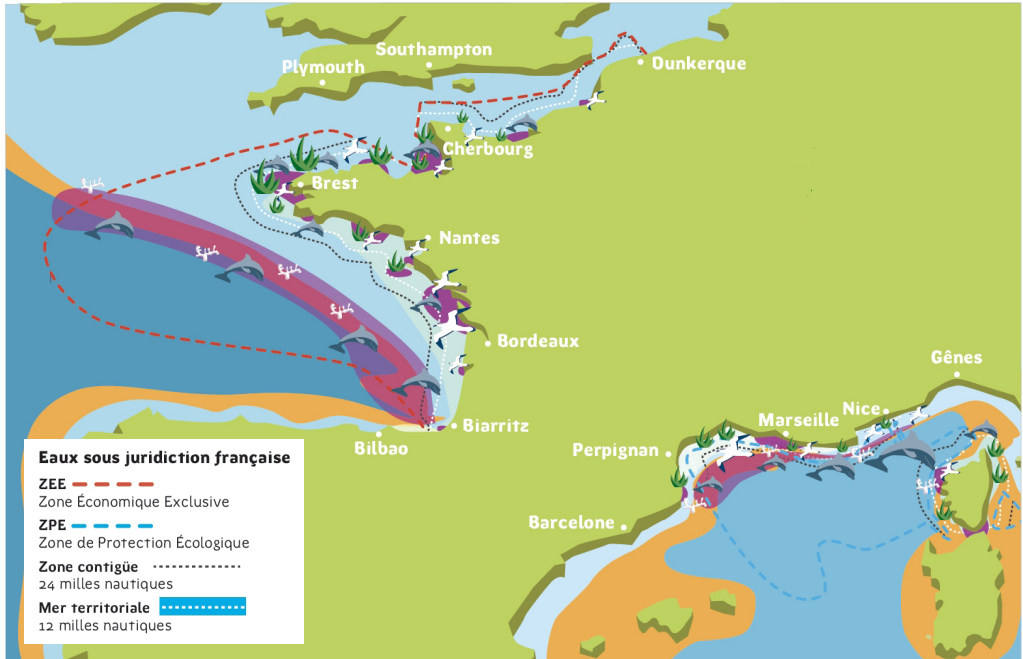 Southampton
Plymouth
Dunkerque
Cherbourg
Brest
Nantes
Bordeaux
Gênes
Nice
Marseille
Biarritz
Bilbao
Perpignan
Barcelone
Eaux sous juridiction française
ZEE
Zone Économique Exclusive
ZPE
Zone de Protection Écologique
Zone contigüe
24 milles nautiques
Mer territoriale
12 milles nautiques